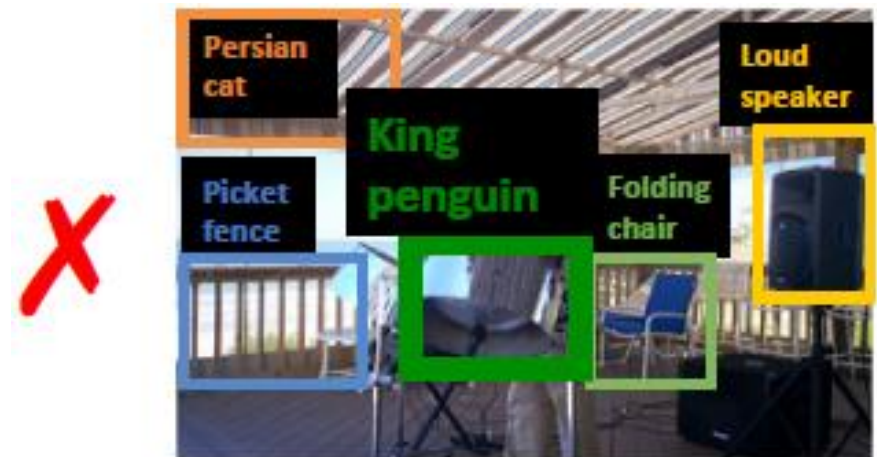 Persian
cat
Loud
speaker
King
penguin
Picket
fence
Folding
chair